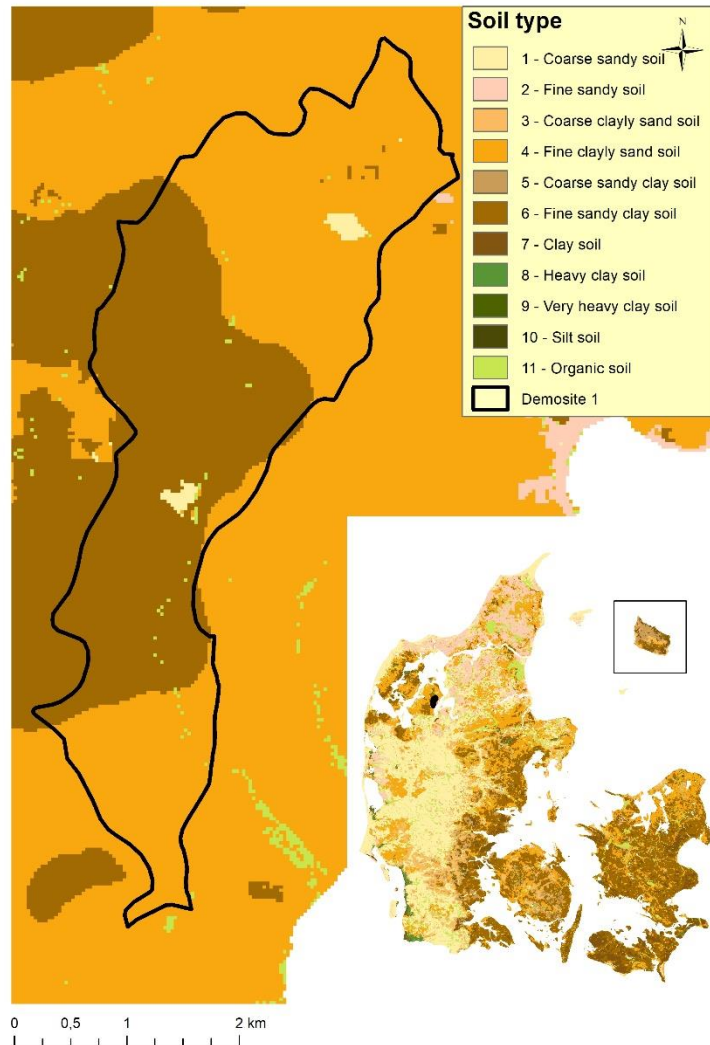 Soil type
N
1 - Coarse sandy soil
2 - Fine sandy soil
3 - Coarse clayly sand soil
4 - Fine clayly sand soil
5 - Coarse sandy clay soil
6 - Fine sandy clay soil
7 - Clay soil
8 - Heavy clay soil
9 - Very heavy clay soil
10 - Silt soil
11 - Organic soil
Demosite 1
0 0,5 1 2 km